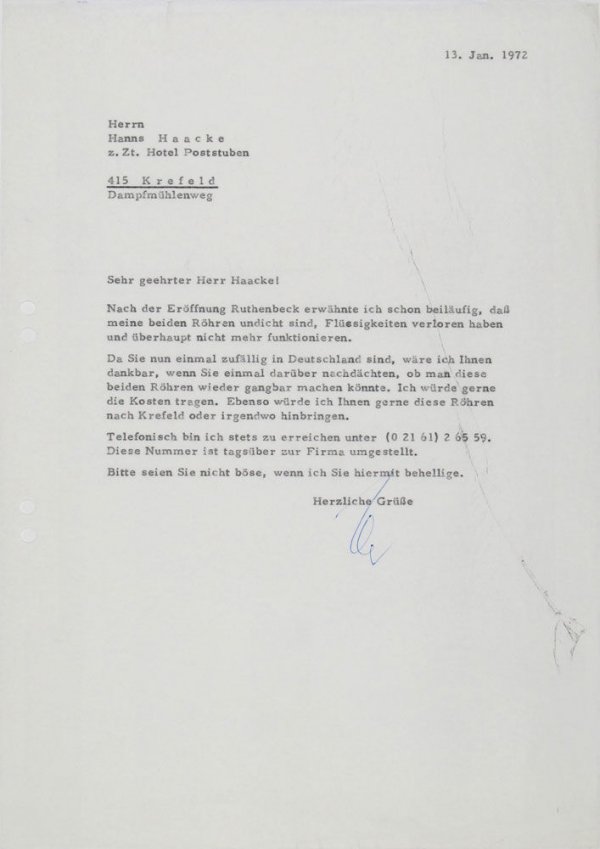 13. Jan. 1972
Herrn
Hanns H a a c k e
z. Zt. Hotel Poststuben
415 K r e f e l d
Dampfmühlenweg
Sehr geehrter Herr Haacke!
Nach der Eröffnung Ruthenbeck erwähnte ich schon beiläufig, daß
meine beiden Röhren undicht sind, Flüssigkeiten verloren haben
und überhaupt nicht mehr funktionieren.
Da Sie nun einmal zufällig in Deutschland sind, wäre ich Ihnen
dankbar, wenn Sie einmal darüber nachdächten, ob man diese
beiden Röhren wieder gangbar machen könnte. Ich würde gerne
die Kosten tragen. Ebenso würde ich Ihnen gerne diese Röhren
nach Krefeld oder irgendwo hinbringen.
Telefonisch bin ich stets zu erreichen unter (0 21 61) 2 65 59.
Diese Nummer ist tagsüber zur Firma umgestellt.
Bitte seien Sie nicht böse, wenn ich Sie hiermit behellige.
Herzliche Grüße